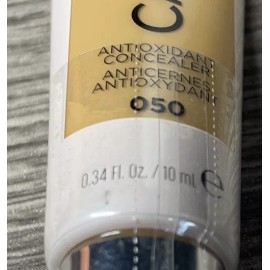 ANTIOXIDANT
CONCEALER
ANTICERNES
ANTIOXYDANT
050
0.34 Fl. Oz. / 10 mL e